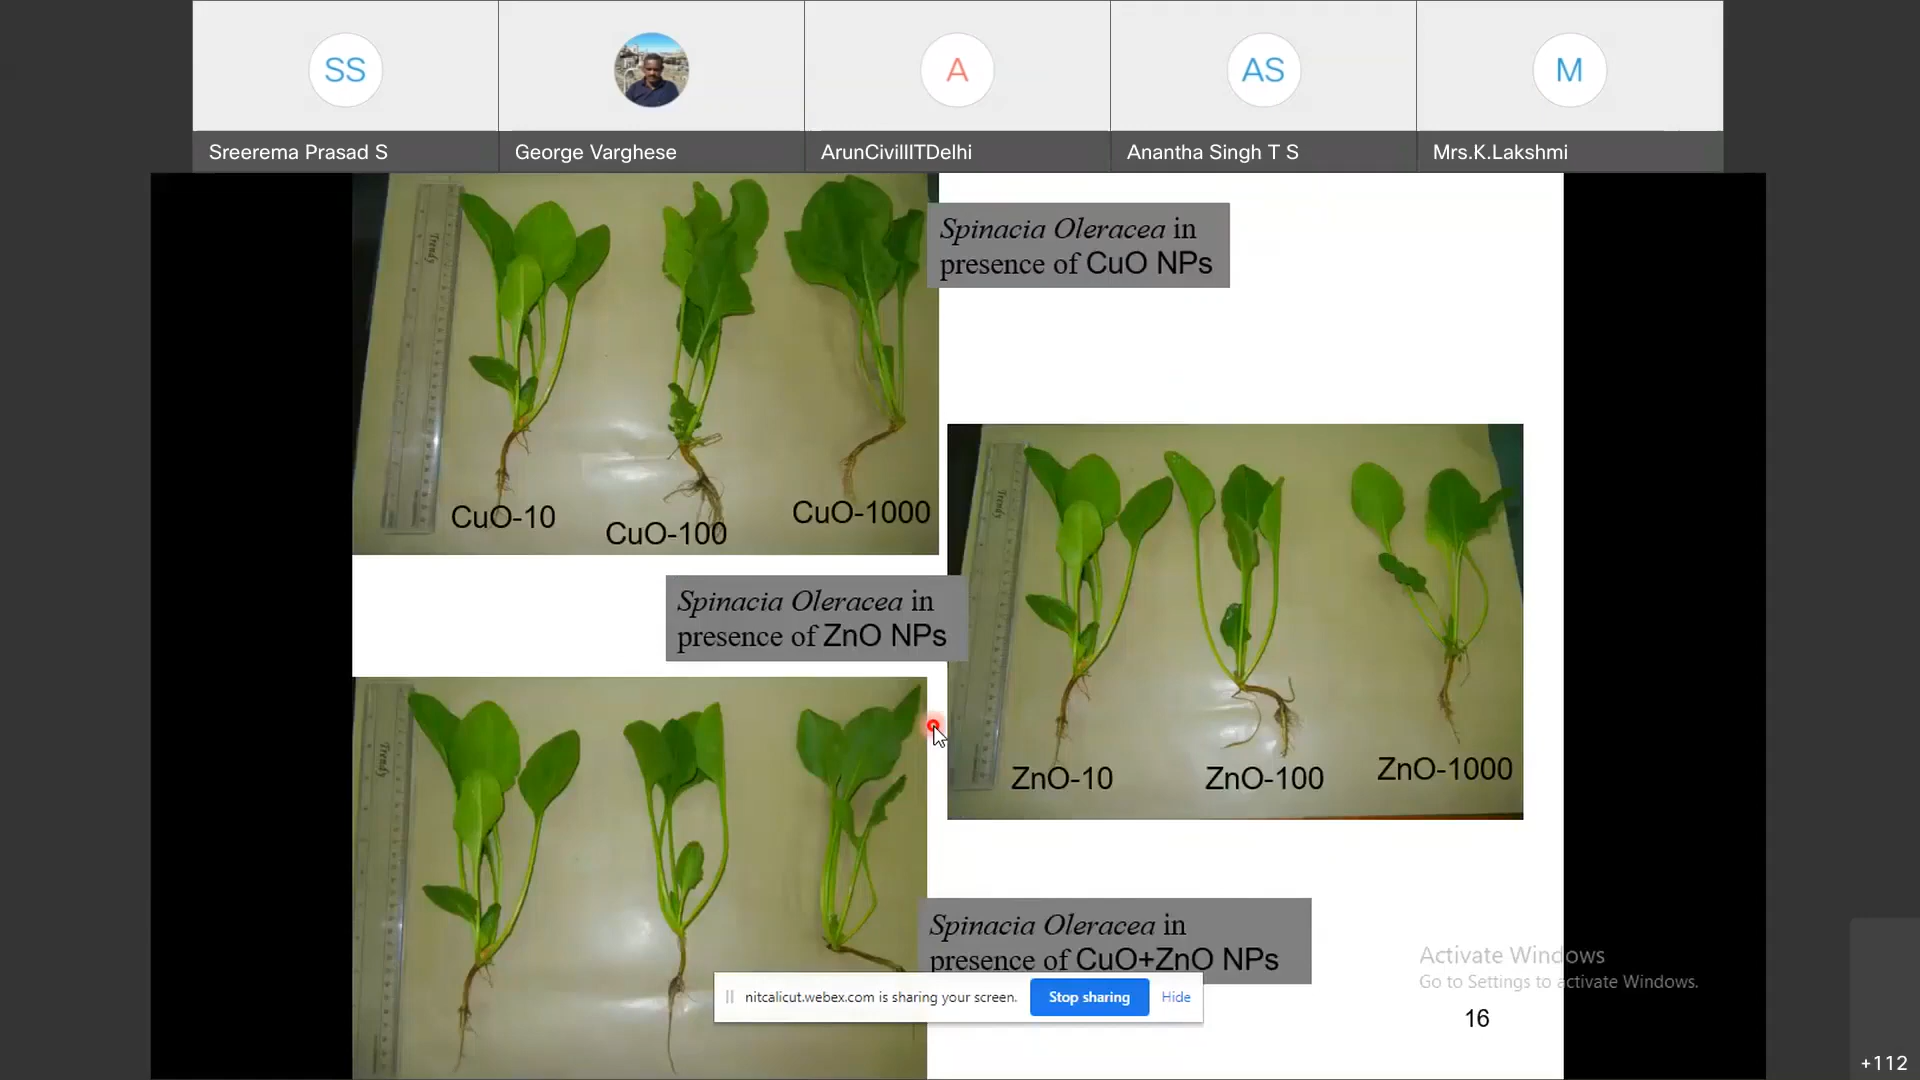 SS
A
AS
M
Sreerema Prasad S
George Varghese
ArunCivilIITDelhi
Anantha Singh T S
Mrs.K.Lakshmi
Spinacia Oleracea in
presence of CuO NPs
Trendy
CuO-10
CuO-100
CuO-1000
Spinacia Oleracea in
presence of ZnO NPs
Trendy
ZnO-10
ZnO-100
ZnO-1000
Trendy
Spinacia Oleracea in
presence of CuO+ZnO NPs
nitcalicut.webex.com is sharing your screen.
Stop sharing
Hide
Activate Windows
Go to Settings to activate Windows.
16
+112